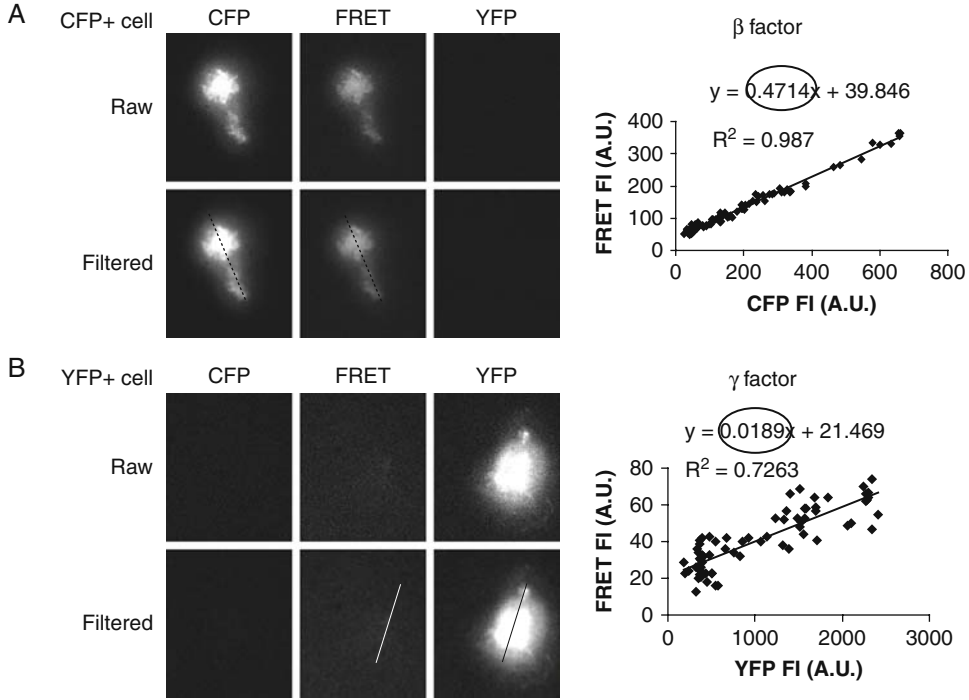 A
CFP+ cell
CFP
FRET
YFP
Raw
Filtered
β factor
y = 0.4714x + 39.846
R² = 0.987
400
300
200
100
0
0 200 400 600 800
FRET FI (A.U.)
CFP FI (A.U.)
B
YFP+ cell
CFP
FRET
YFP
Raw
Filtered
γ factor
y = 0.0189x + 21.469
R² = 0.7263
80
60
40
20
0
0 1000 2000 3000
FRET FI (A.U.)
YFP FI (A.U.)